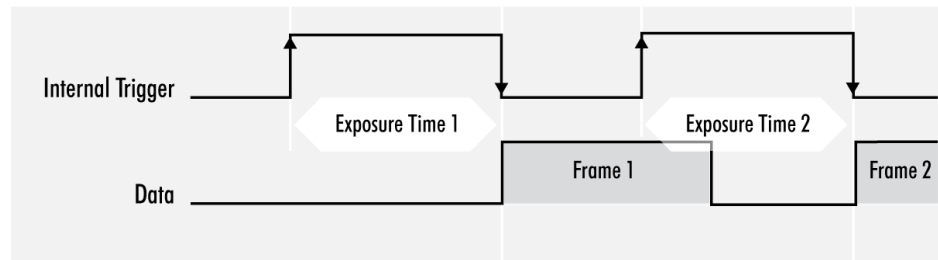 Internal Trigger
Exposure Time 1
Exposure Time 2
Data
Frame 1
Frame 2